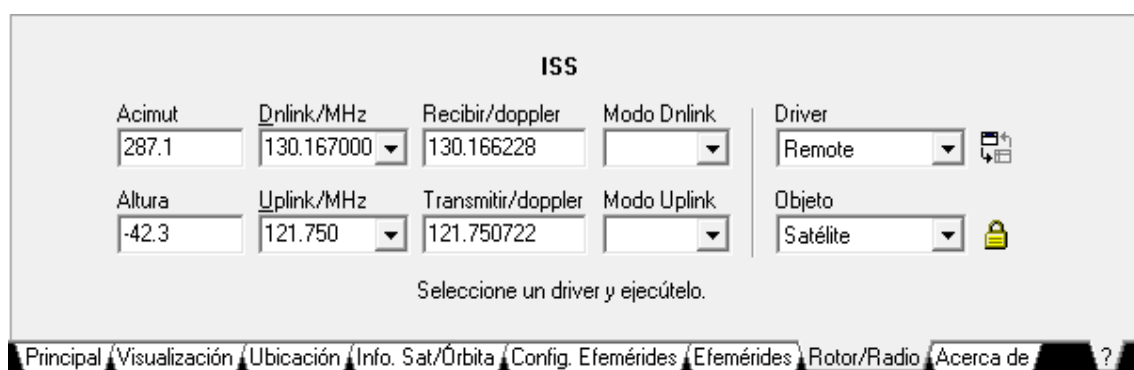 ISS
Acimut Dnlink/MHz Recibir/doppler Modo Dnlink Driver
287.1 130.167000 130.166228 Remote
Altura Uplink/MHz Transmitir/doppler Modo Uplink Objeto
-42.3 121.750 121.750722 Satélite
Seleccione un driver y ejecútelo.
Principal Visualización Ubicación Info. Sat/Órbita Config. Efemérides Efemérides Rotor/Radio Acerca de ?